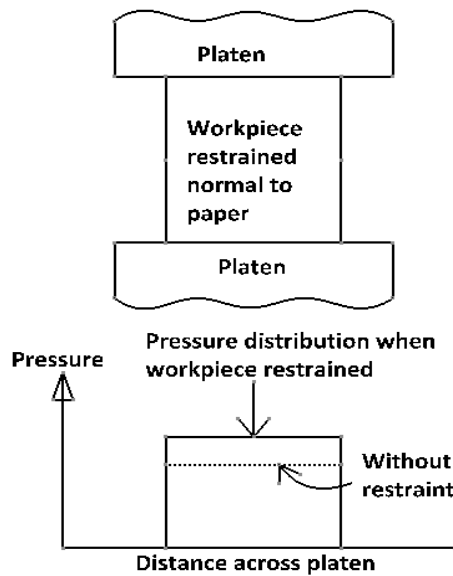 Platen
Workpiece
restrained
normal to
paper
Platen
Pressure distribution when
workpiece restrained
Pressure
Without
restraint
Distance across platen